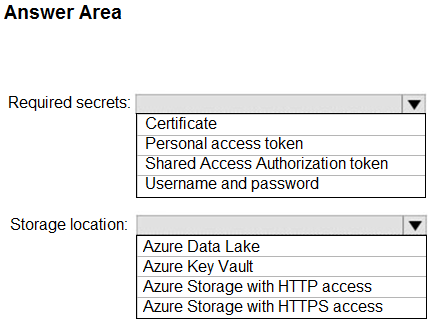 Answer Area
Required secrets:
Certificate
Personal access token
Shared Access Authorization token
Username and password
Storage location:
Azure Data Lake
Azure Key Vault
Azure Storage with HTTP access
Azure Storage with HTTPS access